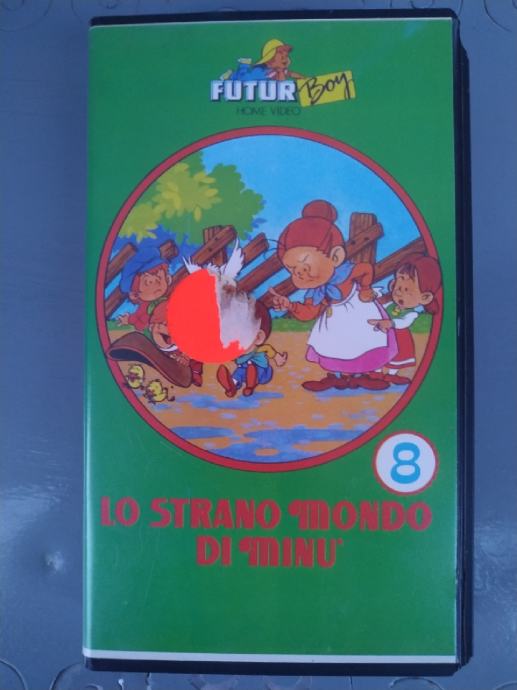 FUTUR Boy
HOME VIDEO
8
LO STRANO MONDO
DI MINU'